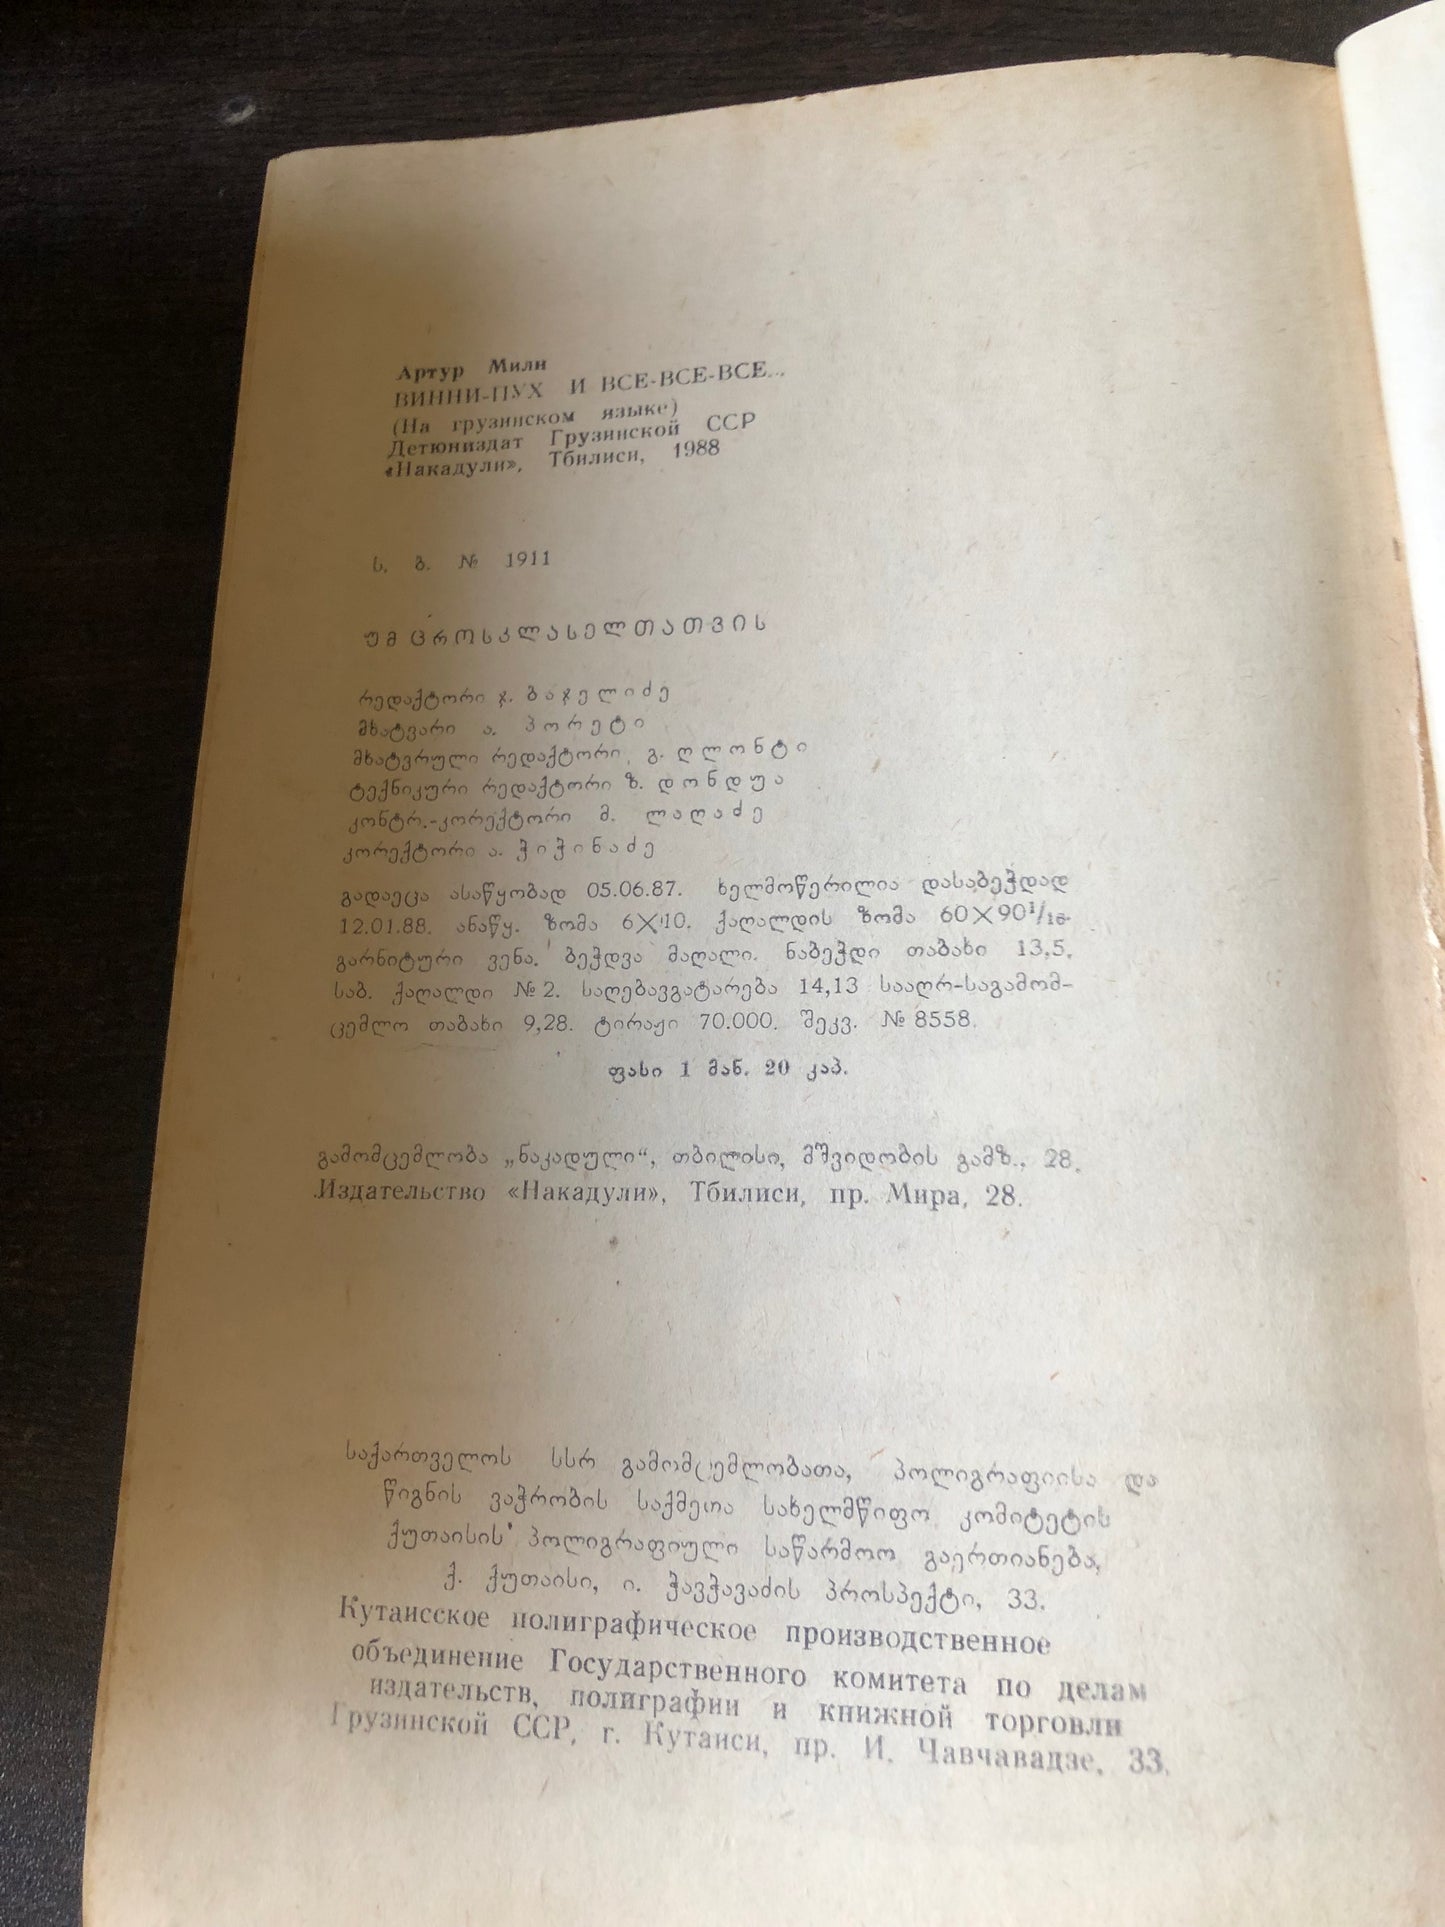 Артур Милн
ВИННИ-ПУХ И ВСЕ-ВСЕ-ВСЕ...
(На грузинском языке)
Детюниздат Грузинской ССР
«Накадули», Тбилиси, 1988
ს. ბ. № 1911
უმცროსკლასელთათვის
რედაქტორი ჯ. ბაჯელიძე
მხატვარი ა. პორეტი
მხატვრული რედაქტორი გ. ღლონტი
ტექნიკური რედაქტორი ზ. დონდუა
კონტრ.-კორექტორი მ. ლაღაძე
კორექტორი ა. ჭიჭინაძე
გადაეცა ასაწყობად 05.06.87. ხელმოწერილია დასაბეჭდად
12.01.88. ანაწყ. ზომა 6X10. ქაღალდის ზომა 60X90¹/₁₆.
გარნიტური ვენა. ბეჭდვა მაღალი. ნაბეჭდი თაბახი 13,5.
საბ. ქაღალდი № 2. საღებავგატარება 14,13 სააღრ-საგამომ-
ცემლო თაბახი 9,28. ტირაჟი 70.000. შეკვ. № 8558.
ფასი 1 მან. 20 კაპ.
გამომცემლობა „ნაკადული“, თბილისი, მშვიდობის გამზ., 28.
Издательство «Накадули», Тбилиси, пр. Мира, 28.
საქართველოს სსრ გამომცემლობათა, პოლიგრაფიისა და
წიგნის ვაჭრობის საქმეთა სახელმწიფო კომიტეტის
ქუთაისის პოლიგრაფიული საწარმოო გაერთიანება,
ქ. ქუთაისი, ი. ჭავჭავაძის პროსპექტი, 33.
Кутаисское полиграфическое производственное
объединение Государственного комитета по делам
издательств, полиграфии и книжной торговли
Грузинской ССР, г. Кутаиси, пр. И. Чавчавадзе, 33.